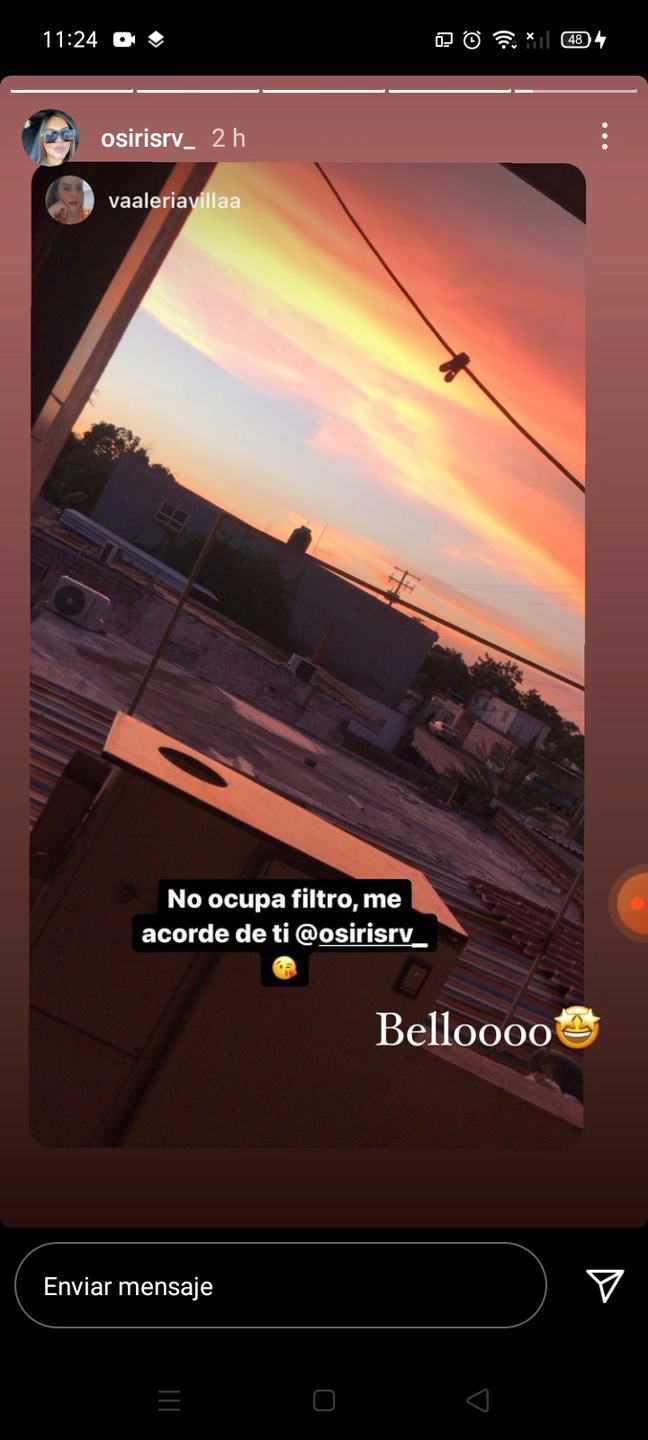 11:24
48
osirisrv_ 2 h
vaaleriavillaa
No ocupa filtro, me
acorde de ti @osirisrv_
😘
Belloooo🤩
Enviar mensaje